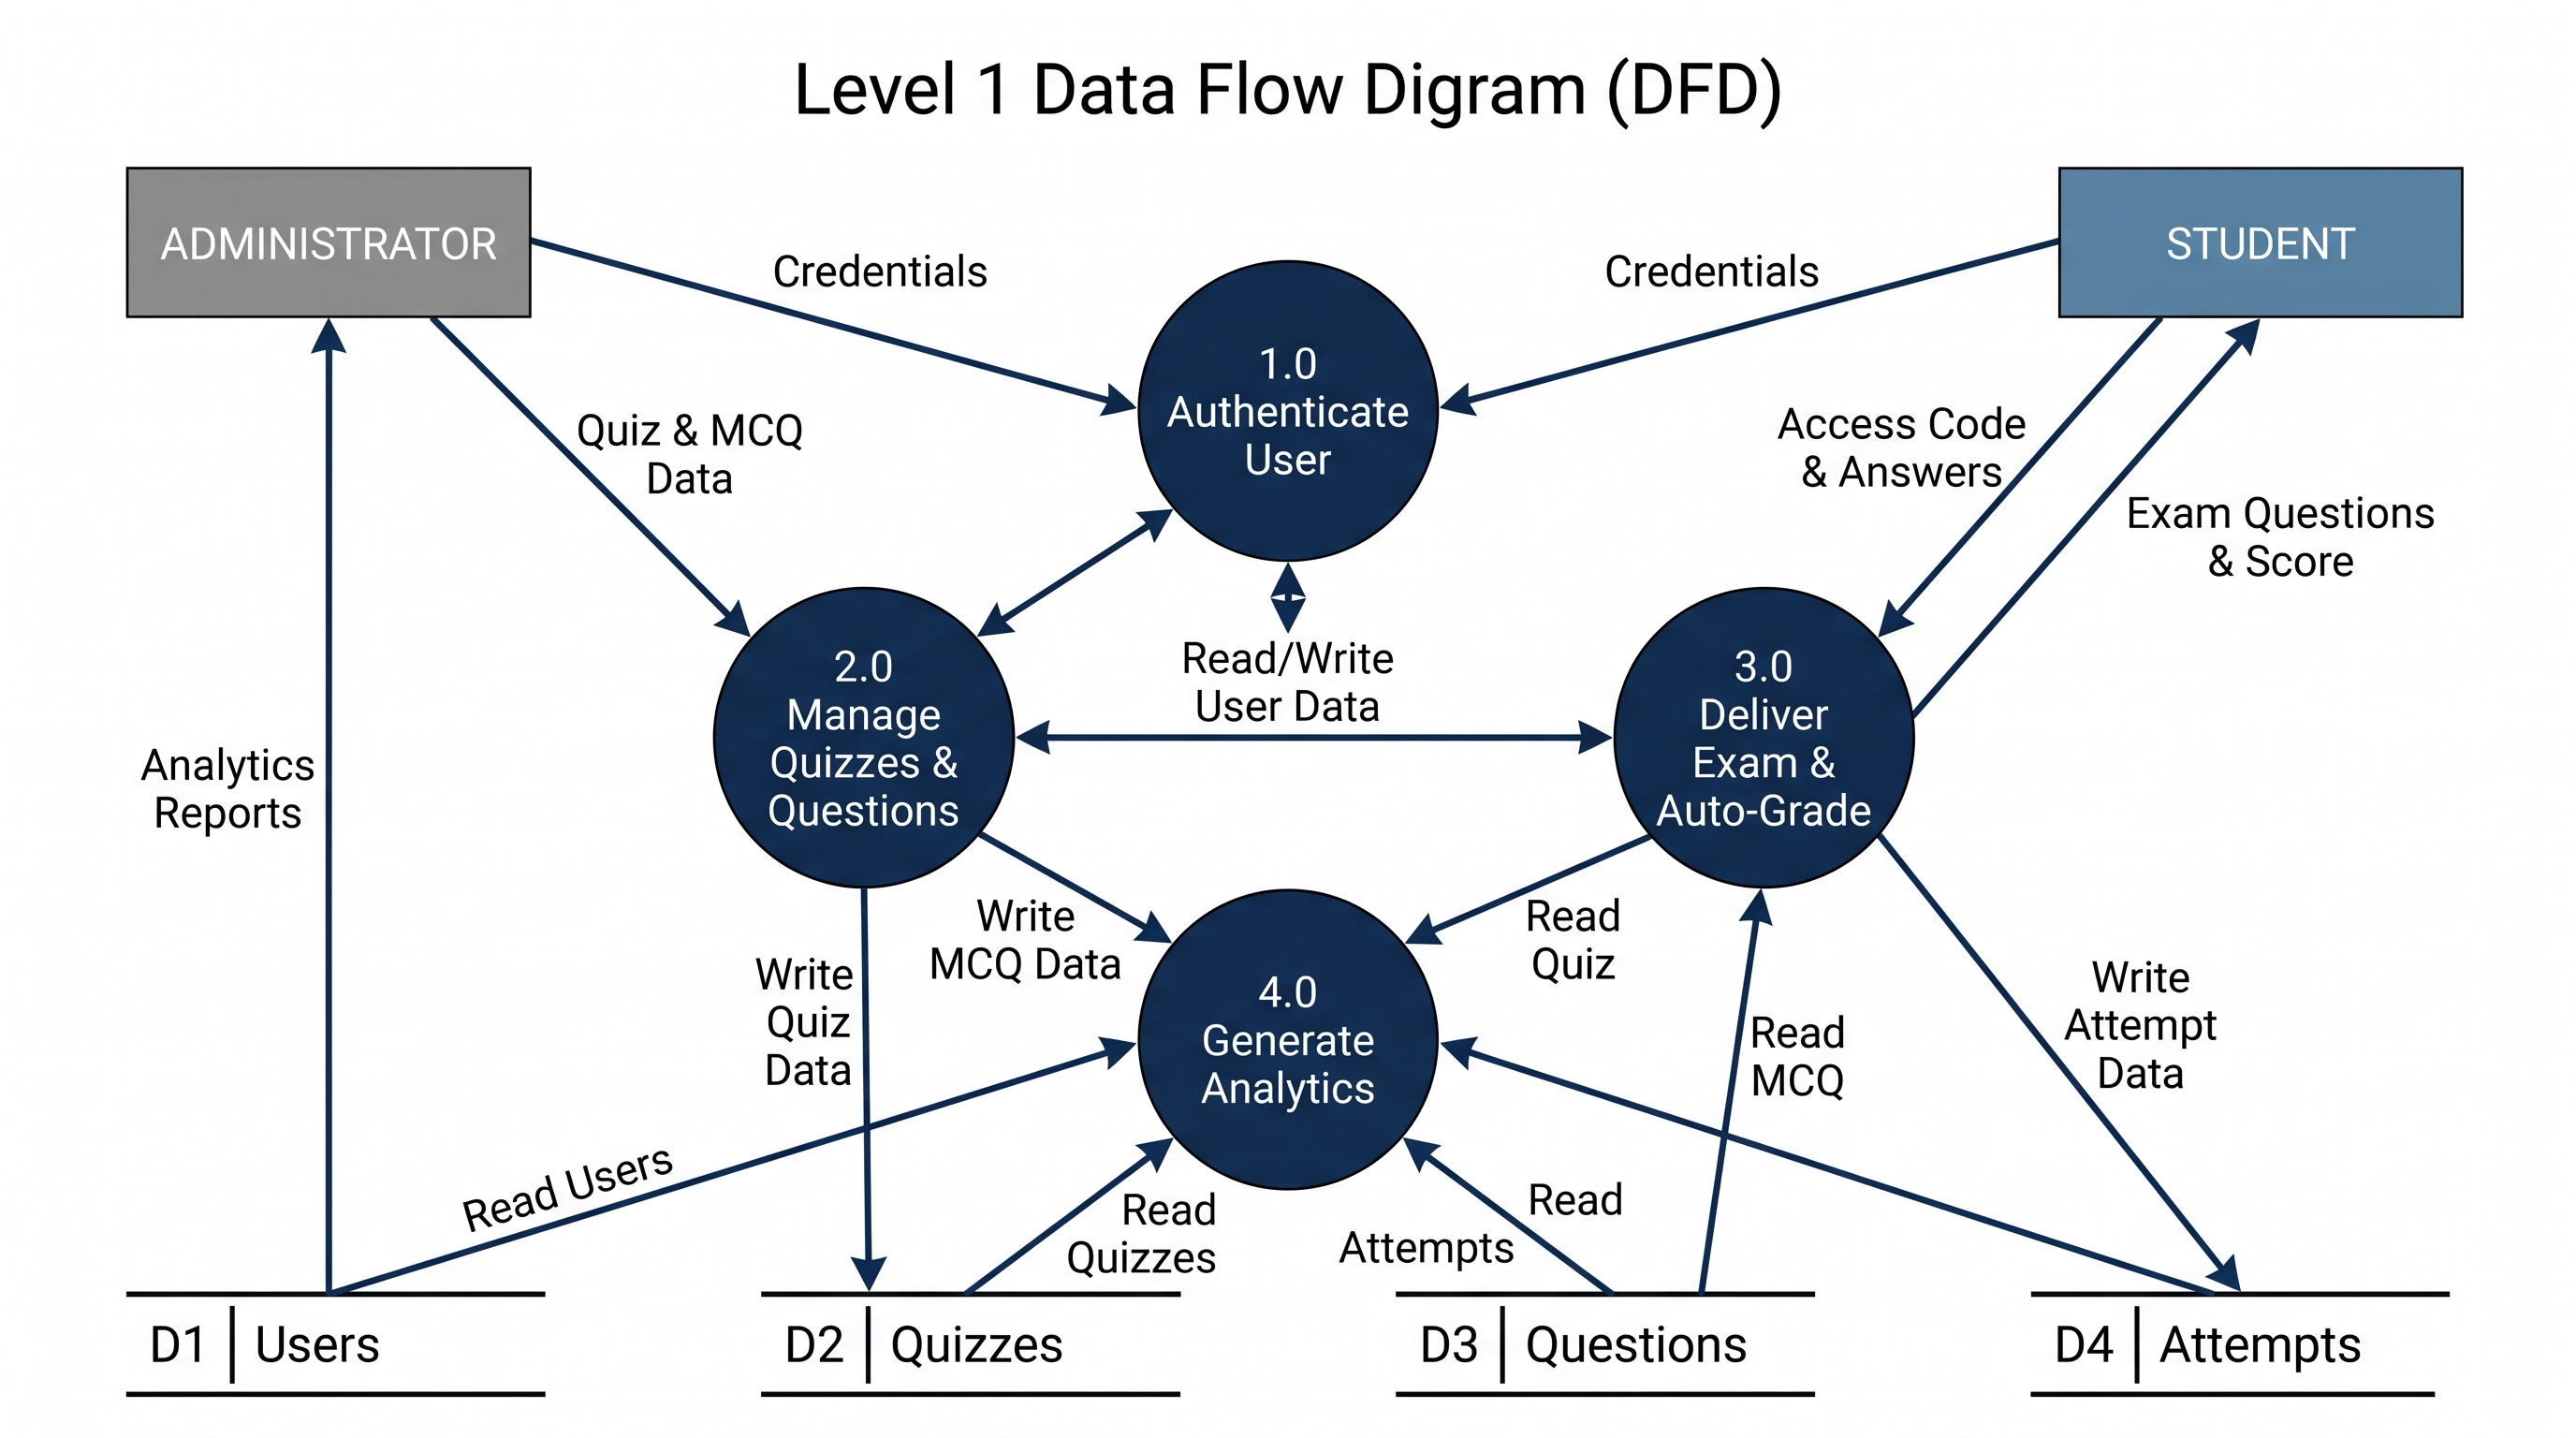 Level 1 Data Flow Digram (DFD)
ADMINISTRATOR
STUDENT
Credentials
Credentials
1.0
Authenticate
User
Quiz & MCQ
Data
Access Code
& Answers
Exam Questions
& Score
Read/Write
User Data
2.0
Manage
Quizzes &
Questions
3.0
Deliver
Exam &
Auto-Grade
Analytics
Reports
Write
MCQ Data
Read
Quiz
Write
Quiz
Data
4.0
Generate
Analytics
Read
MCQ
Write
Attempt
Data
Read Users
Read
Quizzes
Read
Attempts
D1 Users
D2 Quizzes
D3 Questions
D4 Attempts